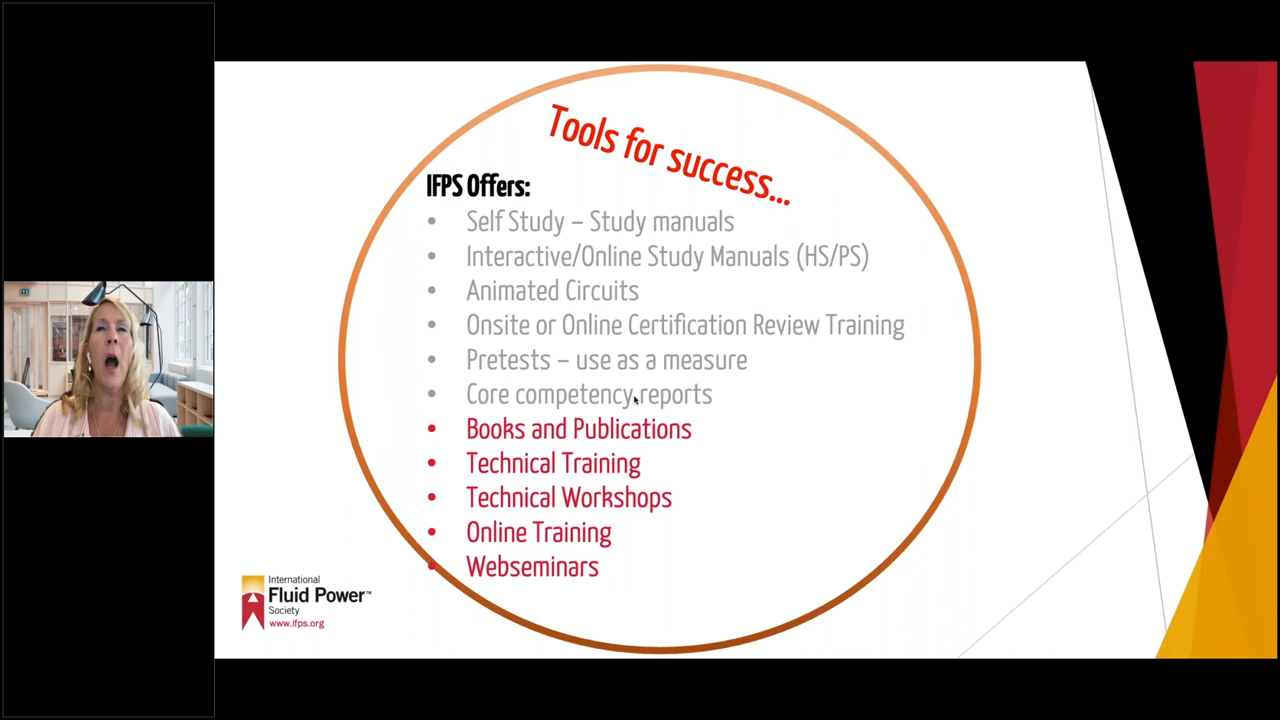 Tools for success...
IFPS Offers:
• Self Study – Study manuals
• Interactive/Online Study Manuals (HS/PS)
• Animated Circuits
• Onsite or Online Certification Review Training
• Pretests – use as a measure
• Core competency reports
• Books and Publications
• Technical Training
• Technical Workshops
• Online Training
• Webseminars
International
Fluid Power™
Society
www.ifps.org